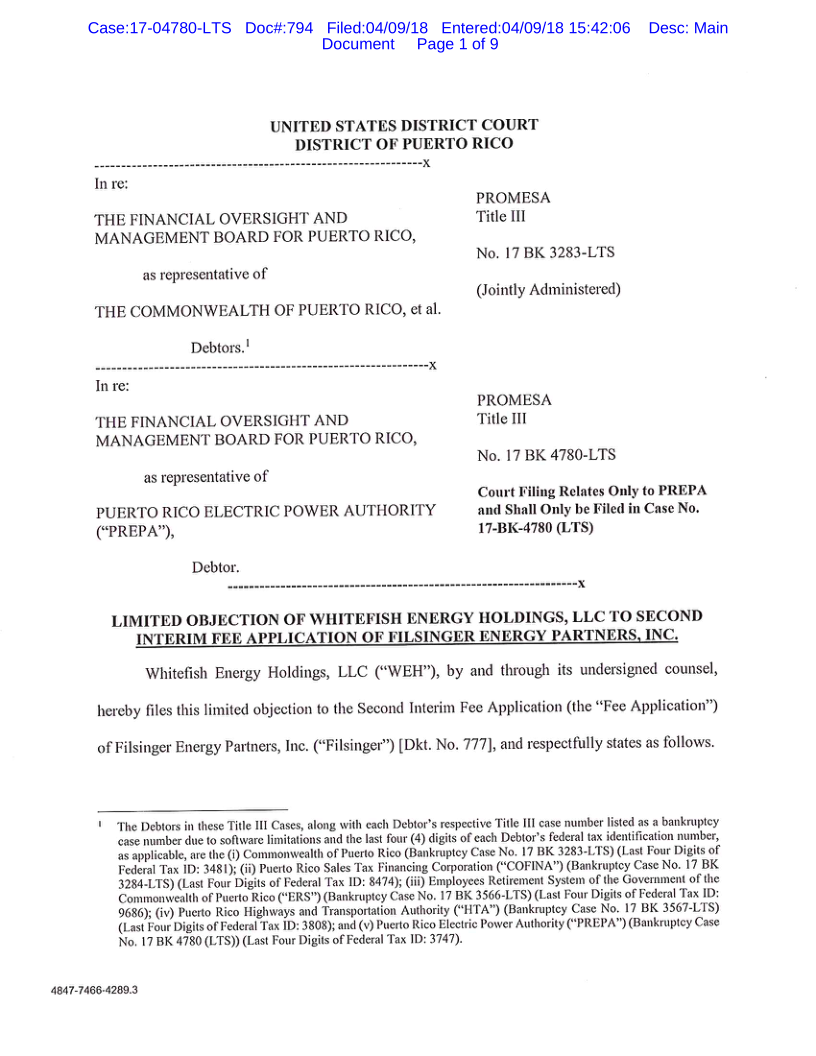 Case:17-04780-LTS Doc#:794 Filed:04/09/18 Entered:04/09/18 15:42:06 Desc: Main
Document Page 1 of 9
UNITED STATES DISTRICT COURT
DISTRICT OF PUERTO RICO
-------------------------------------------------------------x
In re:
THE FINANCIAL OVERSIGHT AND
MANAGEMENT BOARD FOR PUERTO RICO,
as representative of
THE COMMONWEALTH OF PUERTO RICO, et al.
Debtors.1
PROMESA
Title III
No. 17 BK 3283-LTS
(Jointly Administered)
-------------------------------------------------------------x
In re:
THE FINANCIAL OVERSIGHT AND
MANAGEMENT BOARD FOR PUERTO RICO,
as representative of
PUERTO RICO ELECTRIC POWER AUTHORITY
(“PREPA”),
Debtor.
PROMESA
Title III
No. 17 BK 4780-LTS
Court Filing Relates Only to PREPA
and Shall Only be Filed in Case No.
17-BK-4780 (LTS)
-----------------------------------------------------------------x
LIMITED OBJECTION OF WHITEFISH ENERGY HOLDINGS, LLC TO SECOND
INTERIM FEE APPLICATION OF FILSINGER ENERGY PARTNERS, INC.
Whitefish Energy Holdings, LLC (“WEH”), by and through its undersigned counsel,
hereby files this limited objection to the Second Interim Fee Application (the “Fee Application”)
of Filsinger Energy Partners, Inc. (“Filsinger”) [Dkt. No. 777], and respectfully states as follows.
1 The Debtors in these Title III Cases, along with each Debtor’s respective Title III case number listed as a bankruptcy
case number due to software limitations and the last four (4) digits of each Debtor’s federal tax identification number,
as applicable, are the (i) Commonwealth of Puerto Rico (Bankruptcy Case No. 17 BK 3283-LTS) (Last Four Digits of
Federal Tax ID: 3481); (ii) Puerto Rico Sales Tax Financing Corporation (“COFINA”) (Bankruptcy Case No. 17 BK
3284-LTS) (Last Four Digits of Federal Tax ID: 8474); (iii) Employees Retirement System of the Government of the
Commonwealth of Puerto Rico (“ERS”) (Bankruptcy Case No. 17 BK 3566-LTS) (Last Four Digits of Federal Tax ID:
9686); (iv) Puerto Rico Highways and Transportation Authority (“HTA”) (Bankruptcy Case No. 17 BK 3567-LTS)
(Last Four Digits of Federal Tax ID: 3808); and (v) Puerto Rico Electric Power Authority (“PREPA”) (Bankruptcy Case
No. 17 BK 4780 (LTS)) (Last Four Digits of Federal Tax ID: 3747).
4847-7466-4289.3